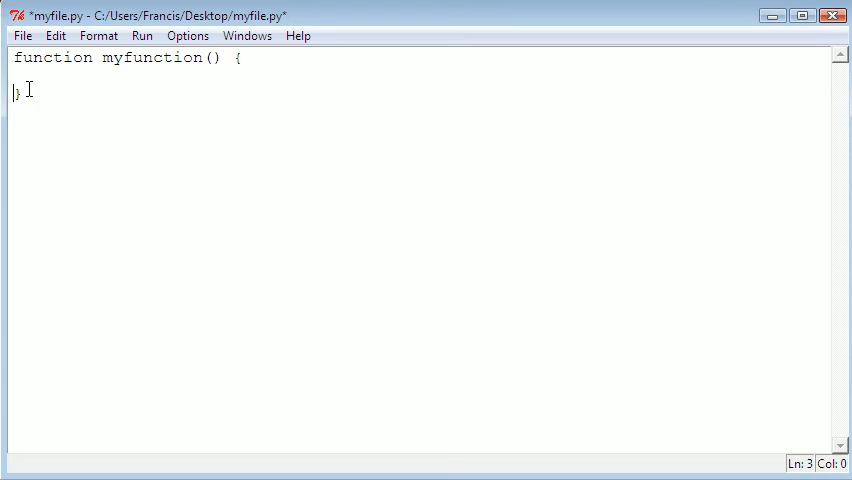 *myfile.py - C:/Users/Francis/Desktop/myfile.py*
File Edit Format Run Options Windows Help
function myfunction() {
}
Ln: 3 Col: 0